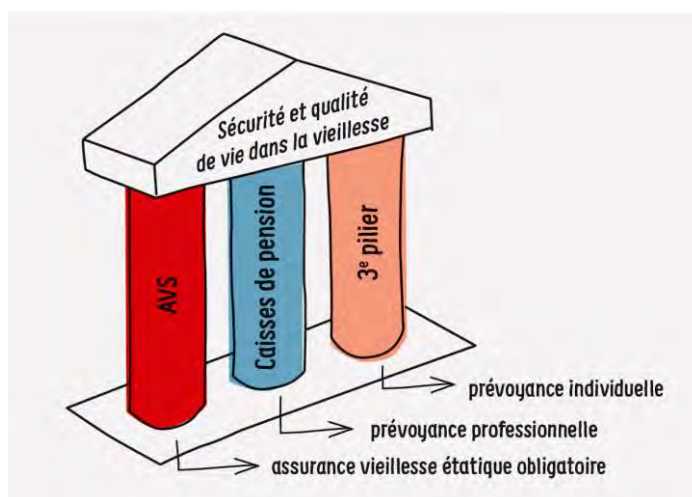 Sécurité et qualité
de vie dans la vieillesse
AVS
Caisses de pension
3e pilier
prévoyance individuelle
prévoyance professionnelle
assurance vieillesse étatique obligatoire